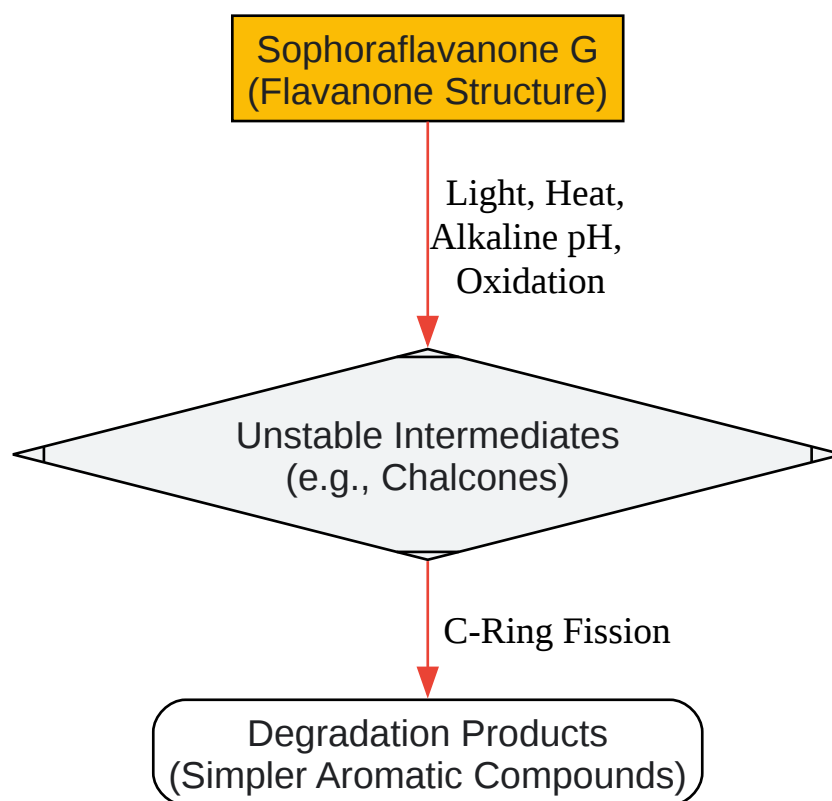 Sophoraflavanone G
(Flavanone Structure)
Light, Heat,
Alkaline pH,
Oxidation
Unstable Intermediates
(e.g., Chalcones)
C-Ring Fission
Degradation Products
(Simpler Aromatic Compounds)